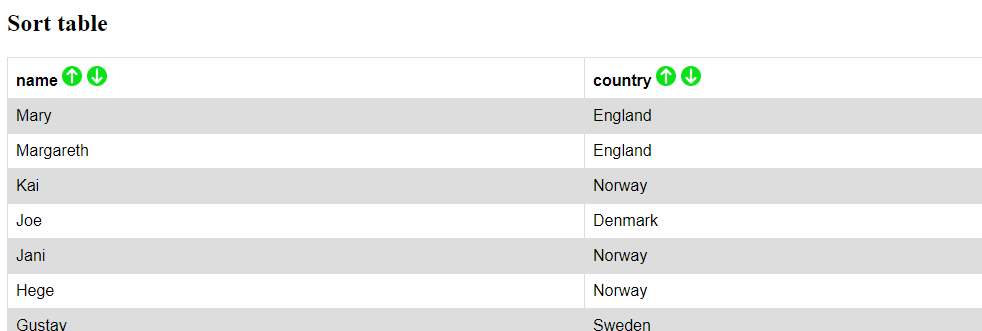 Sort table
name country
Mary England
Margareth England
Kai Norway
Joe Denmark
Jani Norway
Hege Norway
Gustav Sweden